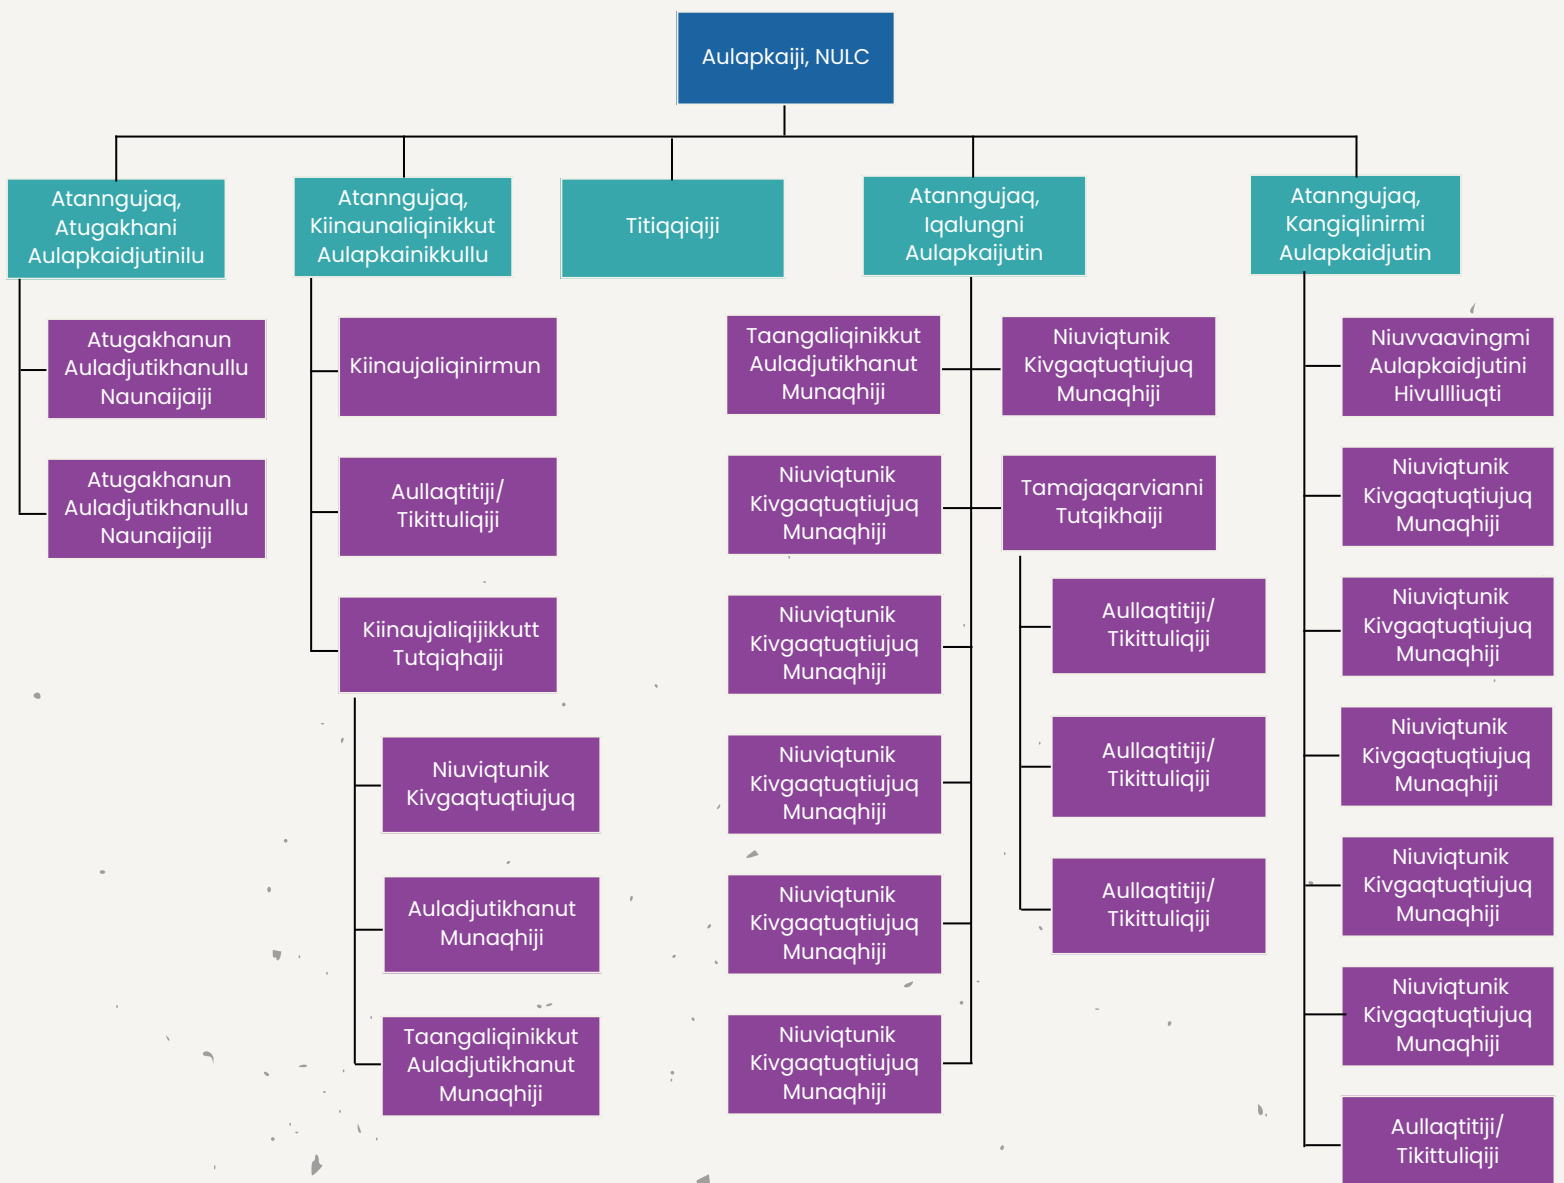 Aulapkaiji, NULC
Atanngujaq,
Atugakhani
Aulapkaidjutinilu
Atugakhanun
Auladjutikhanullu
Naunaijaiji
Atugakhanun
Auladjutikhanullu
Naunaijaiji
Atanngujaq,
Kiinaunaliqinikkut
Aulapkainikkullu
Kiinaujaliqinirmun
Aullaqtitiji/
Tikittuliqiji
Kiinaujaliqijikkutt
Tutqiqhaiji
Niuviqtunik
Kivgaqtuqtiujuq
Auladjutikhanut
Munaqhiji
Taangaliqinikkut
Auladjutikhanut
Munaqhiji
Titiqqiqiji
Atanngujaq,
Iqalungni
Aulapkaijutin
Taangaliqinikkut
Auladjutikhanut
Munaqhiji
Niuviqtunik
Kivgaqtuqtiujuq
Munaqhiji
Niuviqtunik
Kivgaqtuqtiujuq
Munaqhiji
Niuviqtunik
Kivgaqtuqtiujuq
Munaqhiji
Niuviqtunik
Kivgaqtuqtiujuq
Munaqhiji
Niuviqtunik
Kivgaqtuqtiujuq
Munaqhiji
Niuviqtunik
Kivgaqtuqtiujuq
Munaqhiji
Tamajaqarvianni
Tutqikhaiji
Aullaqtitiji/
Tikittuliqiji
Aullaqtitiji/
Tikittuliqiji
Aullaqtitiji/
Tikittuliqiji
Atanngujaq,
Kangiqlinirmi
Aulapkaidjutin
Niuvvaavingmi
Aulapkaidjutini
Hivullliuqti
Niuviqtunik
Kivgaqtuqtiujuq
Munaqhiji
Niuviqtunik
Kivgaqtuqtiujuq
Munaqhiji
Niuviqtunik
Kivgaqtuqtiujuq
Munaqhiji
Niuviqtunik
Kivgaqtuqtiujuq
Munaqhiji
Niuviqtunik
Kivgaqtuqtiujuq
Munaqhiji
Aullaqtitiji/
Tikittuliqiji